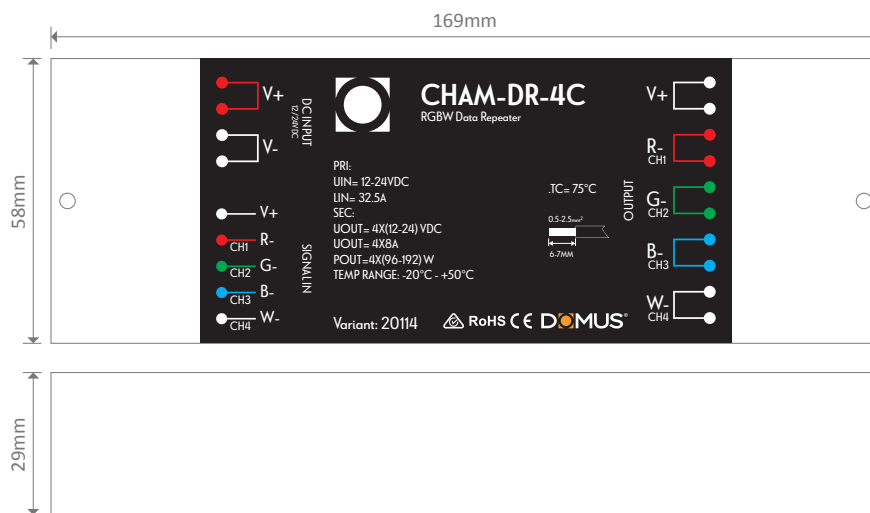 169mm
58mm
V+
V-
DC INPUT
12/24VDC
V+
R-
CH1
G-
CH2
B-
CH3
W-
CH4
SIGNAL IN
CHAM-DR-4C
RGBW Data Repeater
PRI:
UIN= 12-24VDC
LIN= 32.5A
SEC:
UOUT= 4X(12-24) VDC
UOUT= 4X8A
POUT=4X(96-192) W
TEMP RANGE: -20°C - +50°C
.TC= 75°C
0.5-2.5mm²
6-7MM
Variant: 20114
RoHS CE DOMUS®
OUTPUT
V+
R-
CH1
G-
CH2
B-
CH3
W-
CH4
29mm